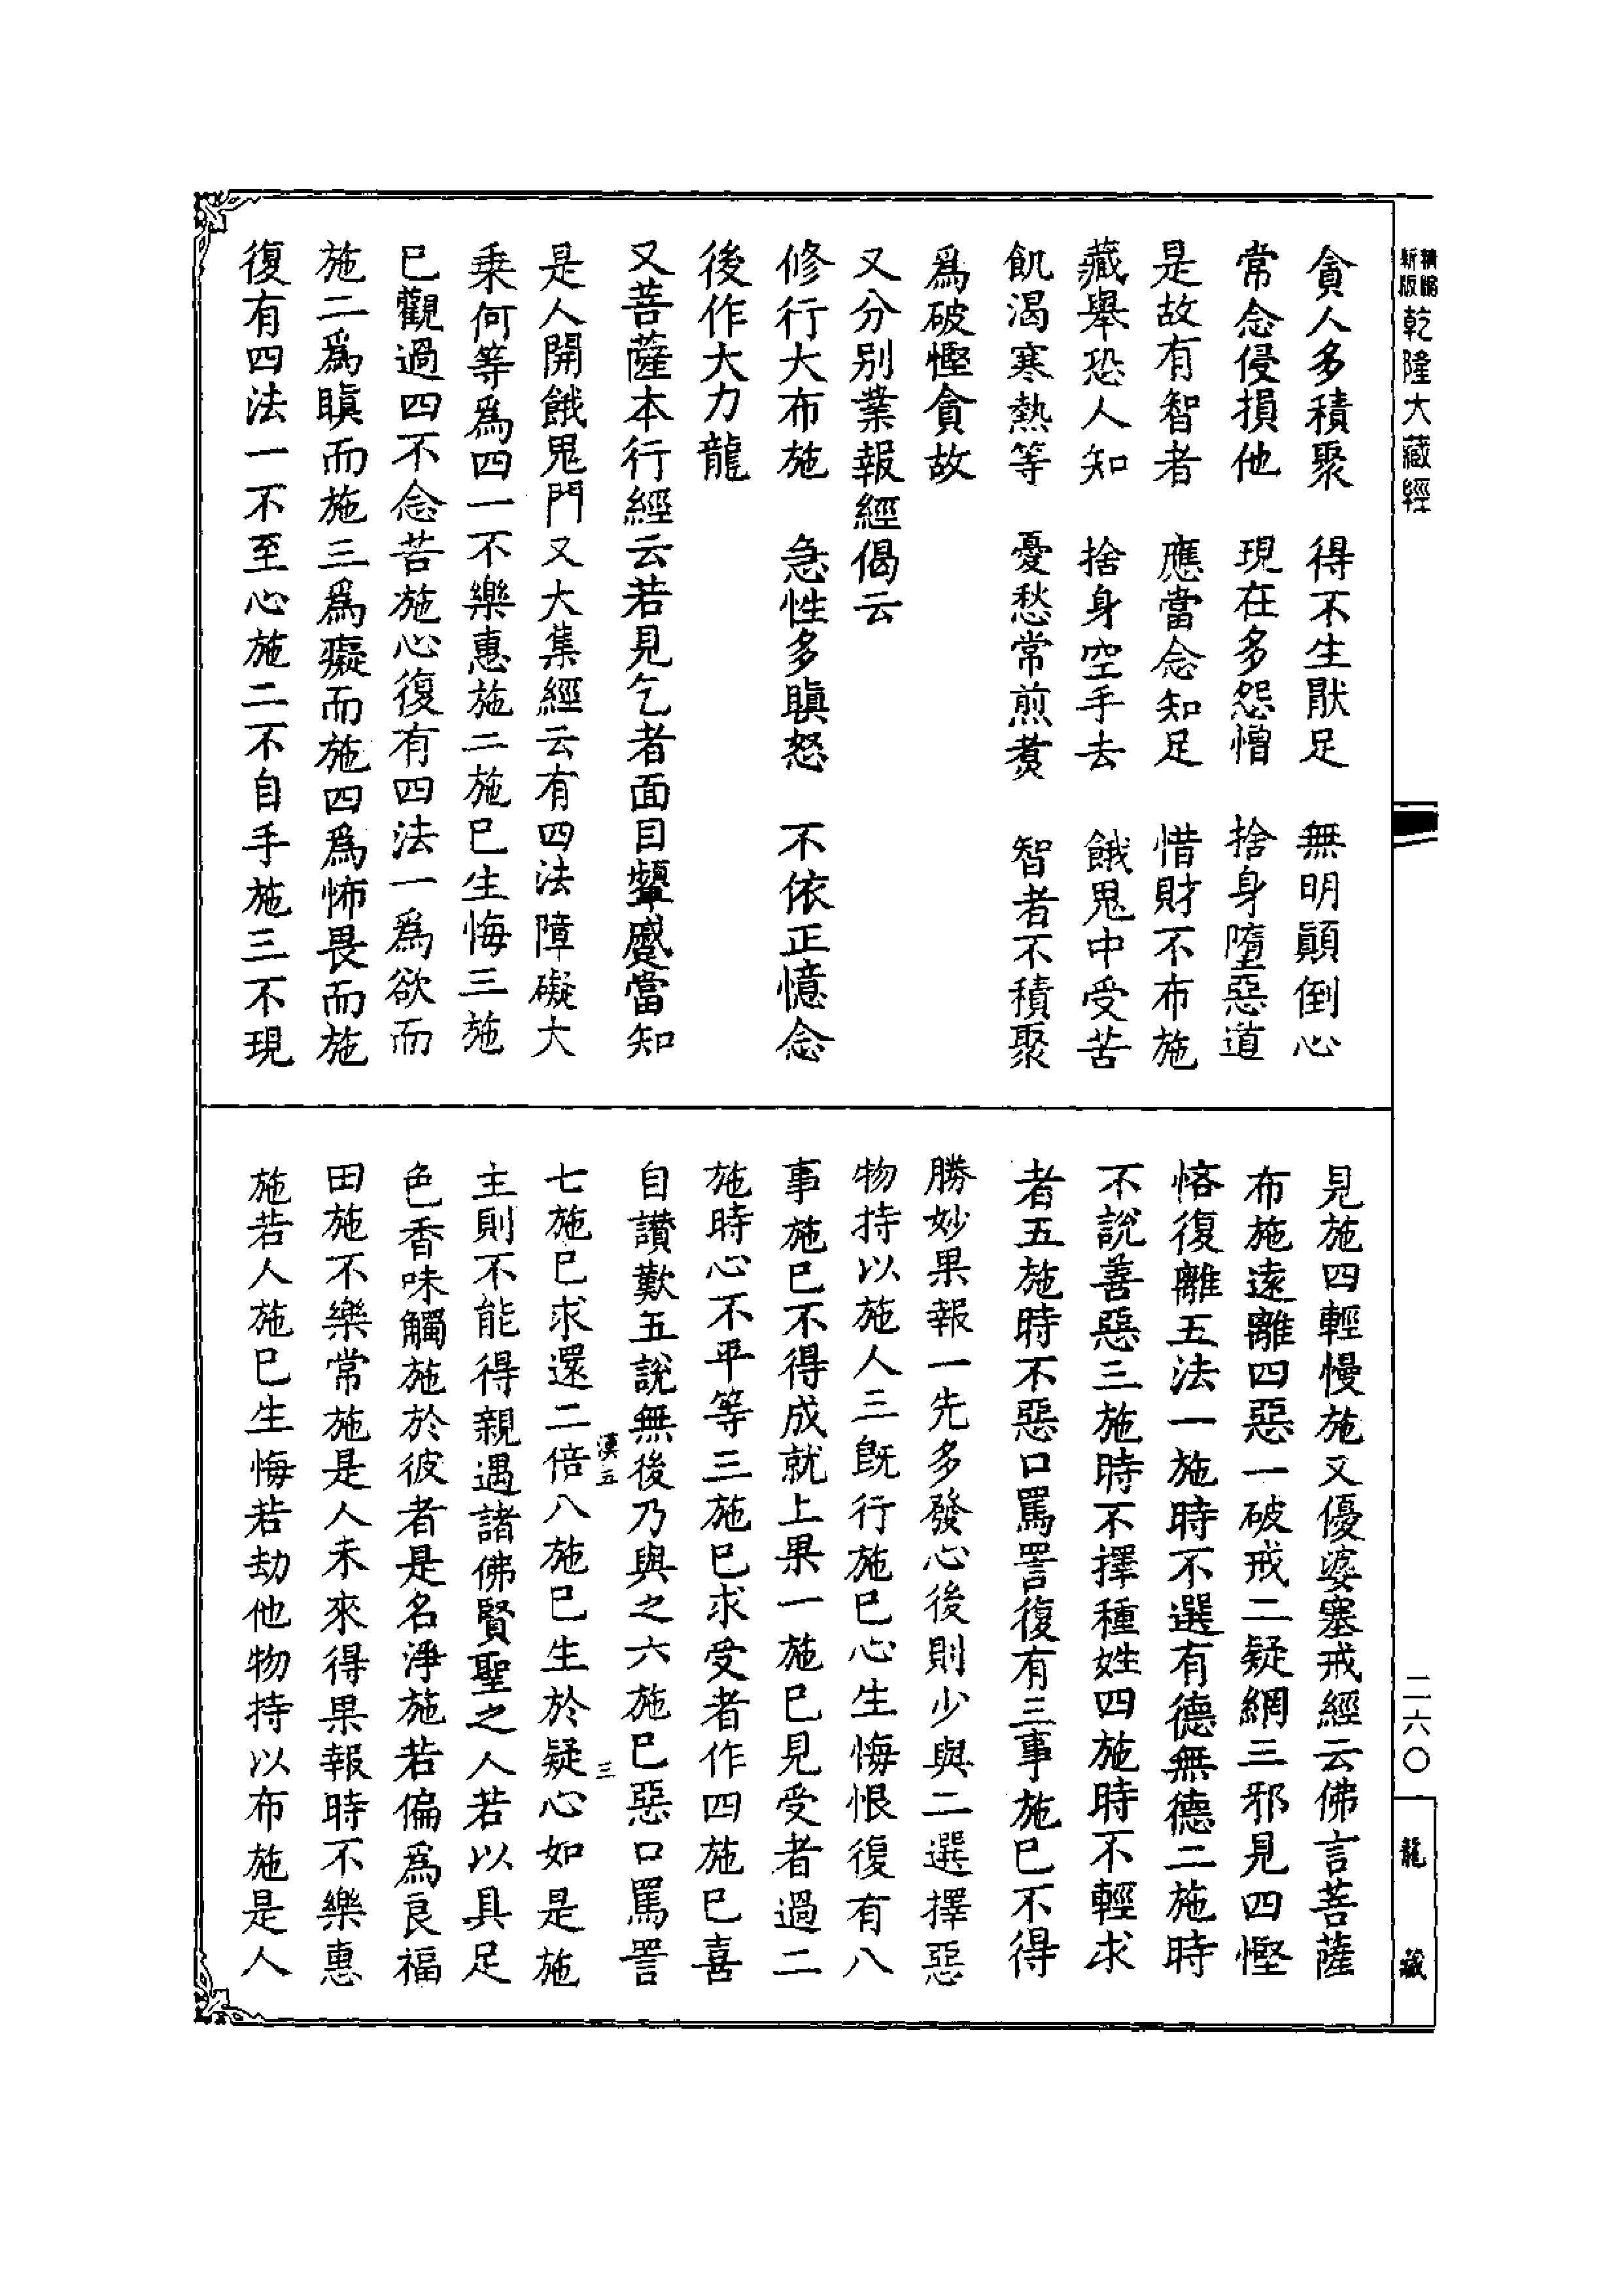 精編
新版
乾隆大藏經
貪人多積聚　得不生猒足　無明顚倒心
常念侵損他　現在多怨憎　捨身墮惡道
是故有智者　應當念知足　惜財不布施
藏舉恐人知　捨身空手去　餓鬼中受苦
飢渴寒熱等　憂愁常煎煑　智者不積聚
爲破慳貪故
又分别業報經偈云
修行大布施　急性多瞋怒　不依正憶念
後作大力龍
又菩薩本行經云若見乞者面目顰蹙當知
是人開餓鬼門又大集經云有四法障礙大
乗何等爲四一不樂惠施二施已生悔三施
已觀過四不念菩施心復有四法一爲欲而
施二爲瞋而施三爲癡而施四爲怖畏而施
復有四法一不至心施二不自手施三不現
見施四輕慢施又優婆塞戒經云佛言菩薩
布施遠離四惡一破戒二疑網三邪見四慳
悋復離五法一施時不選有德無德二施時
不說善惡三施時不擇種姓四施時不輕求
者五施時不惡口罵詈復有三事施已不得
勝妙果報一先多發心後則少與二選擇惡
物持以施人三旣行施已心生悔恨復有八
事施已不得成就上果一施已見受者過二
施時心不平等三施已求受者作四施已喜
自讃歎五說無後乃與之六施已惡口罵詈
七施已求還二倍八施已生於疑心如是施
主則不能得親遇諸佛賢聖之人若以具足
色香味觸施於彼者是名淨施若偏爲良福
田施不樂常施是人未來得果報時不樂惠
施若人施已生悔若劫他物持以布施是人
漢五
三
二六〇
龍藏